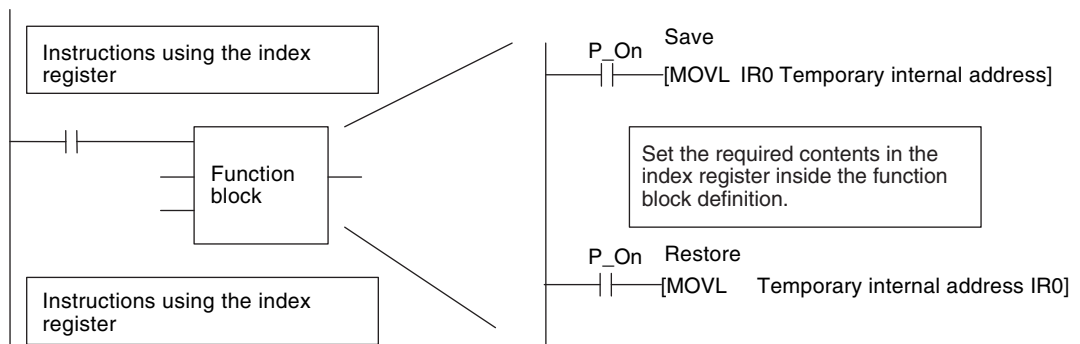 Instructions using the index
register
Function
block
Instructions using the index
register
Save
P_On
[MOVL IR0 Temporary internal address]
Set the required contents in the
index register inside the function
block definition.
P_On Restore
[MOVL Temporary internal address IR0]